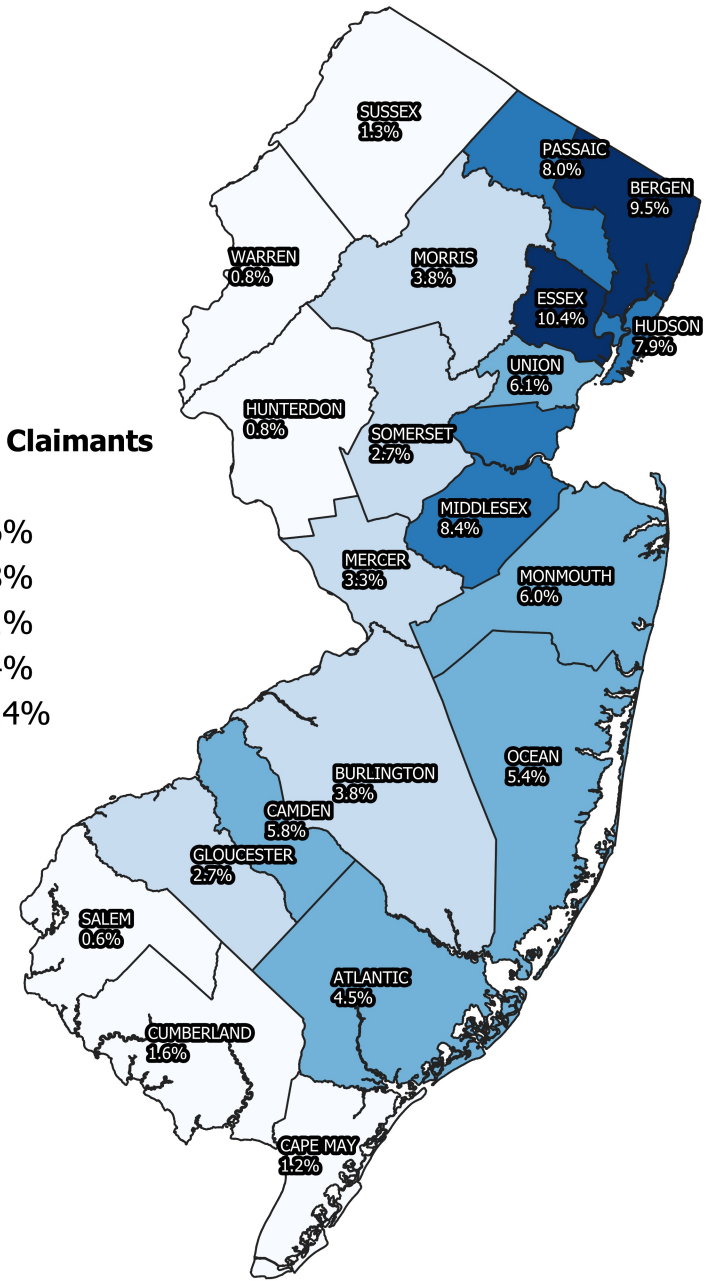 SUSSEX
1.3%
PASSAIC
8.0%
BERGEN
9.5%
WARREN
0.8%
MORRIS
3.8%
ESSEX
10.4%
HUDSON
7.9%
UNION
6.1%
HUNTERDON
0.8%
SOMERSET
2.7%
Claimants
MIDDLESEX
8.4%
MERCER
3.3%
MONMOUTH
6.0%
4%
OCEAN
5.4%
BURLINGTON
3.8%
CAMDEN
5.8%
GLOUCESTER
2.7%
SALEM
0.6%
ATLANTIC
4.5%
CUMBERLAND
1.6%
CAPE MAY
1.2%